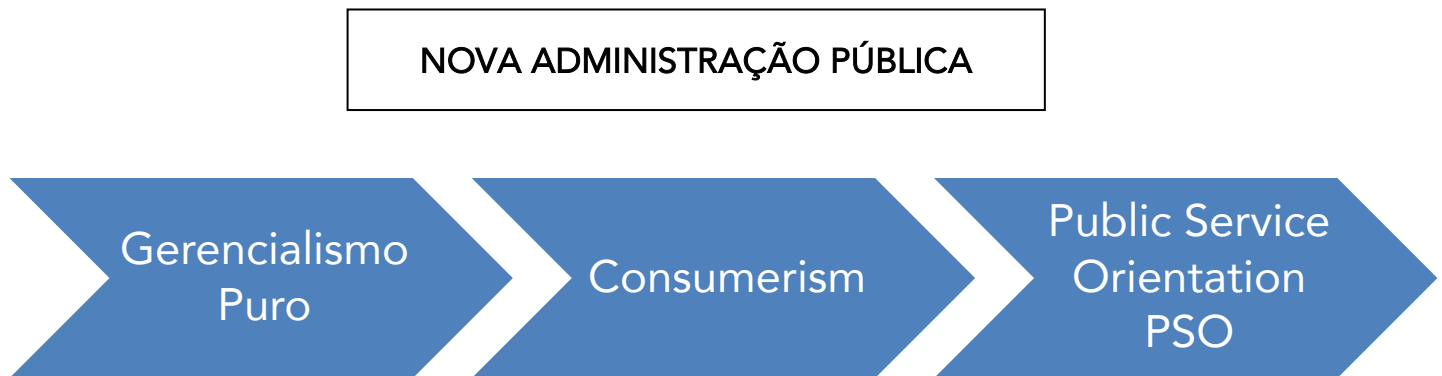 NOVA ADMINISTRAÇÃO PÚBLICA
Gerencialismo
Puro
Consumerism
Public Service
Orientation
PSO